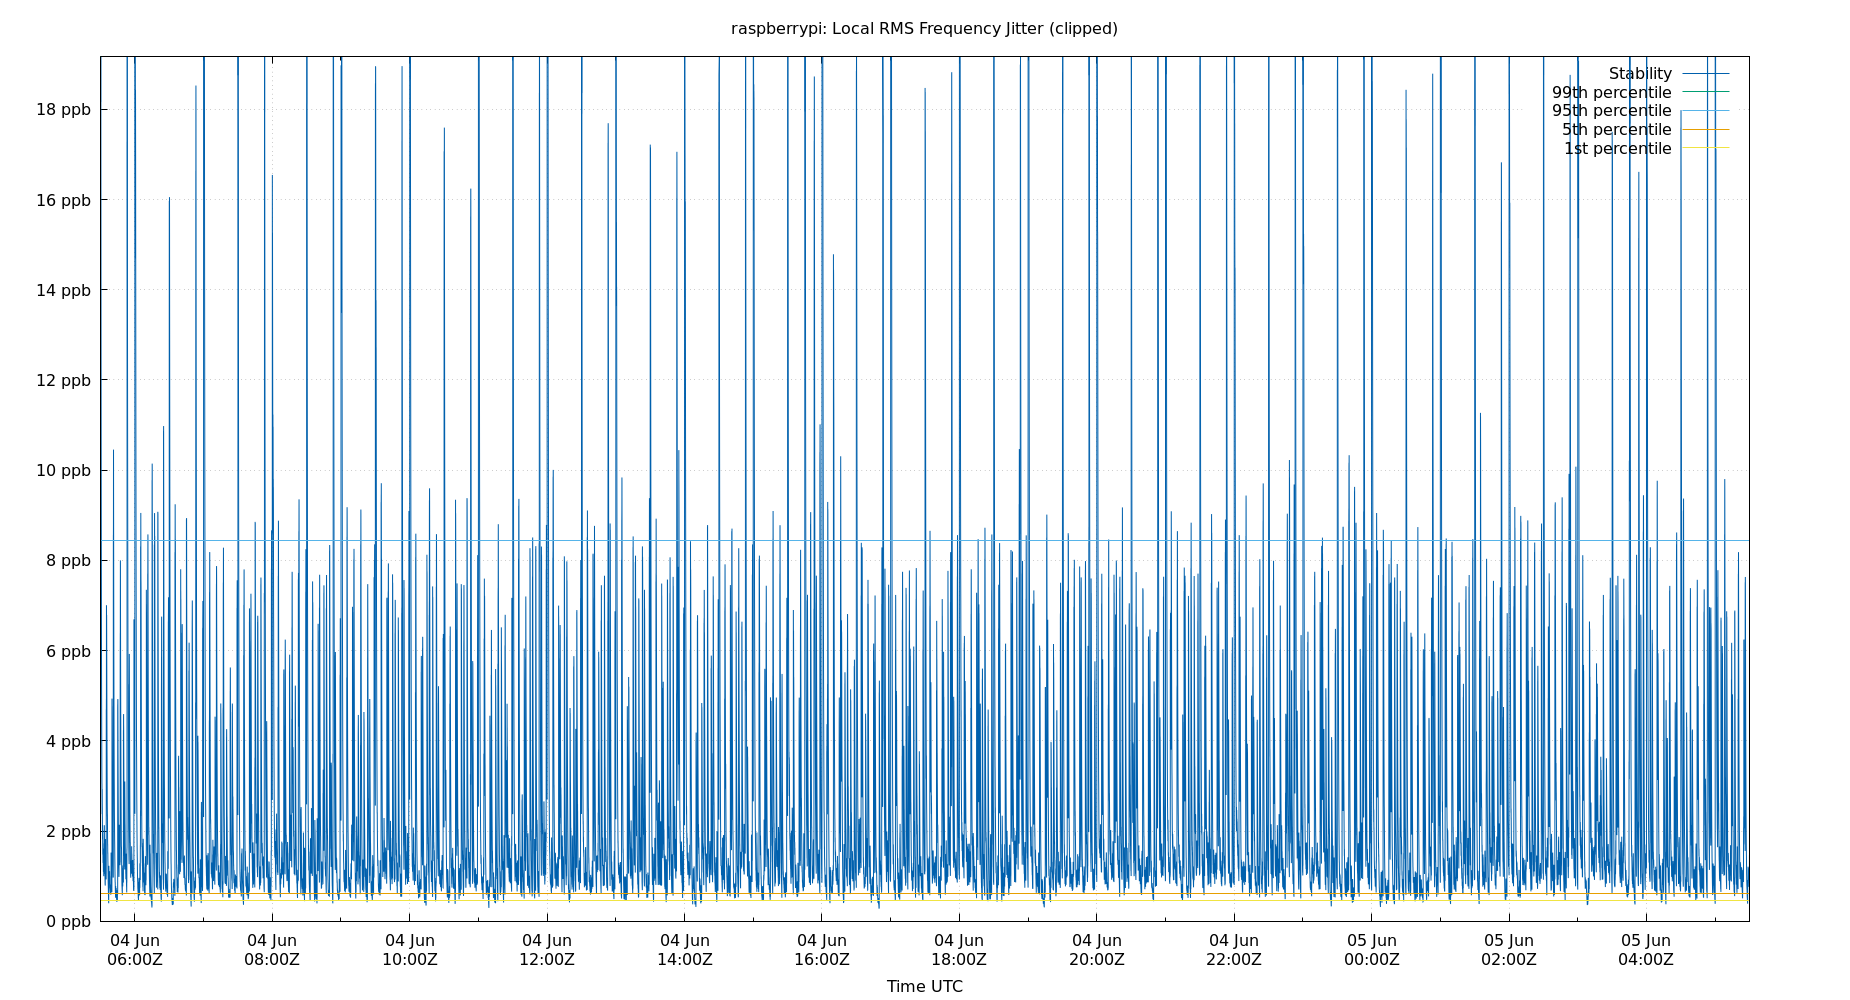 raspberrypi: Local RMS Frequency Jitter (clipped)
Stability
99th percentile
95th percentile
5th percentile
1st percentile
18 ppb
16 ppb
14 ppb
12 ppb
10 ppb
8 ppb
6 ppb
4 ppb
2 ppb
0 ppb
04 Jun 04 Jun 04 Jun 04 Jun 04 Jun 04 Jun 04 Jun 04 Jun 04 Jun 05 Jun 05 Jun 05 Jun
06:00Z 08:00Z 10:00Z 12:00Z 14:00Z 16:00Z 18:00Z 20:00Z 22:00Z 00:00Z 02:00Z 04:00Z
Time UTC